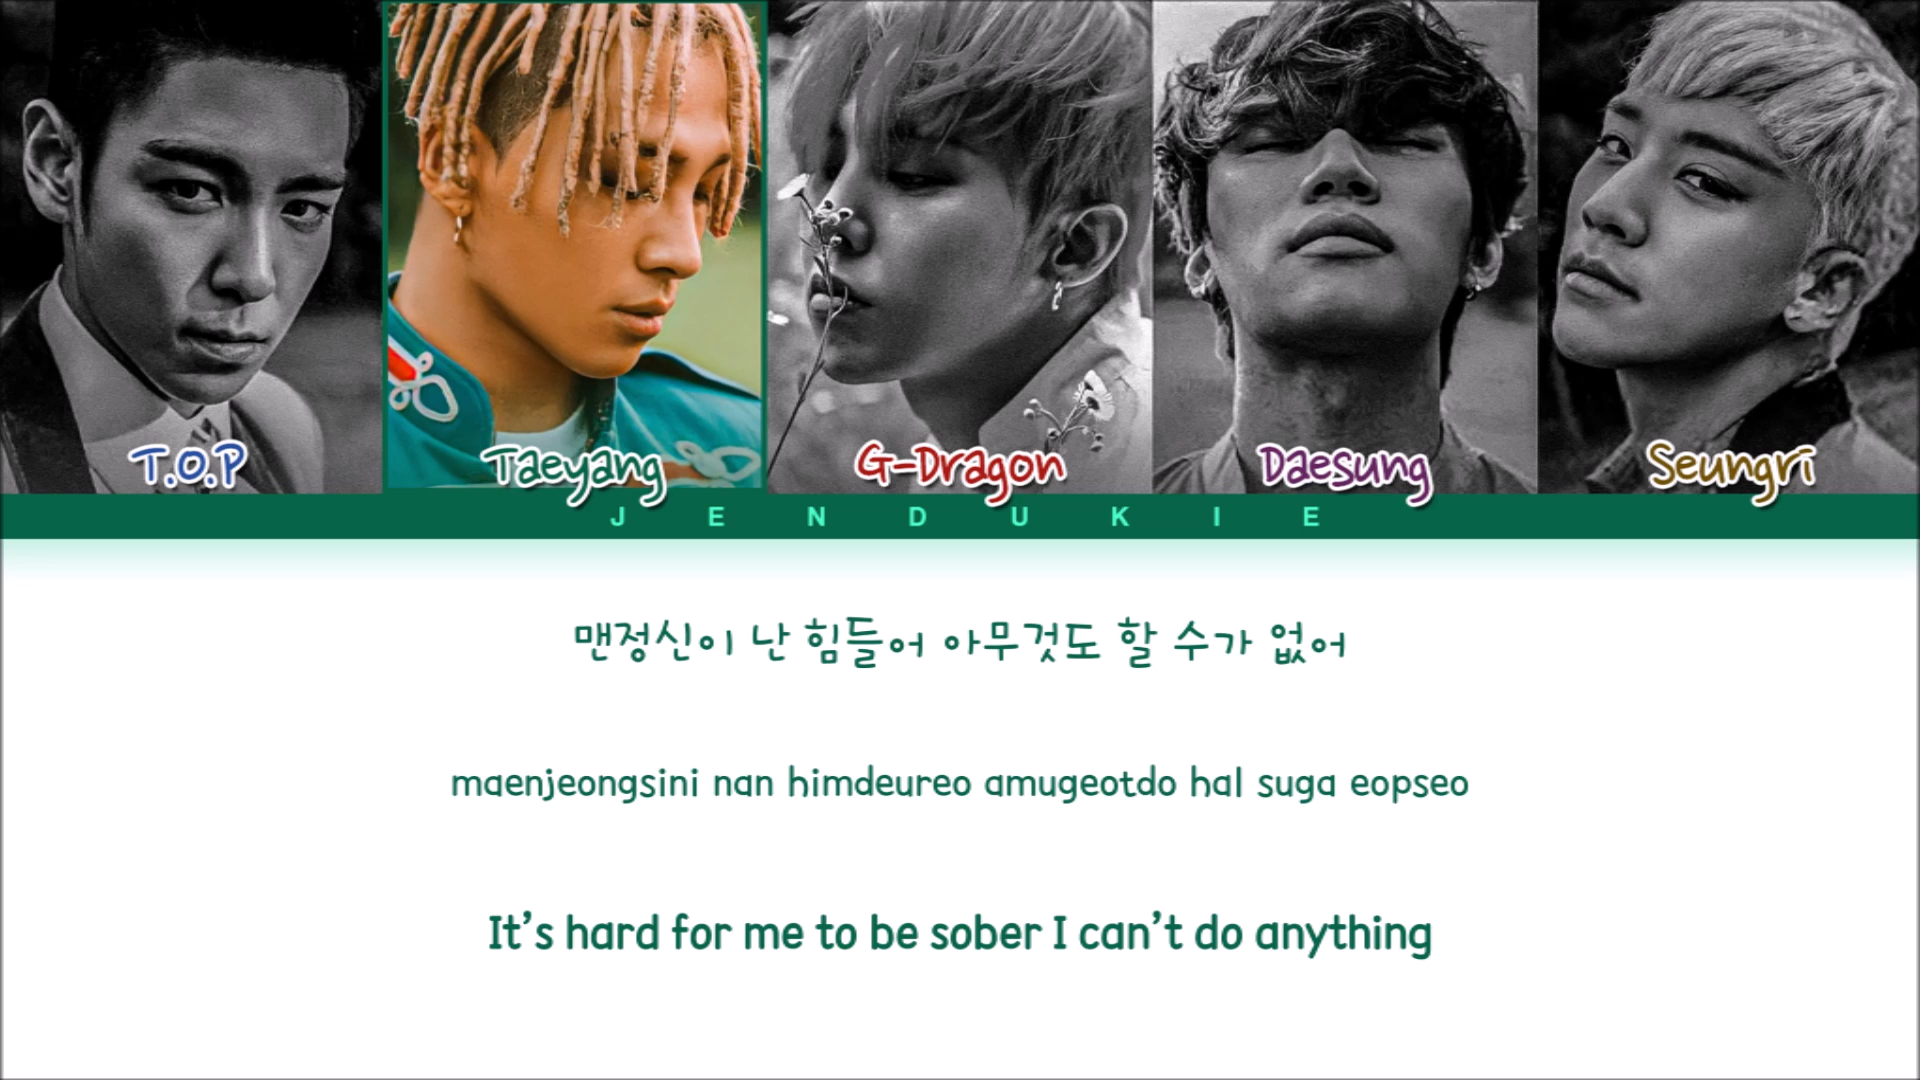 T.O.P
Taeyang
G-Dragon
Daesung
Seungri
JENDUKIE
맨정신이 난 힘들어 아무것도 할 수가 없어
maenjeongsini nan himdeureo amugeotdo hal suga eopseo
It's hard for me to be sober I can't do anything